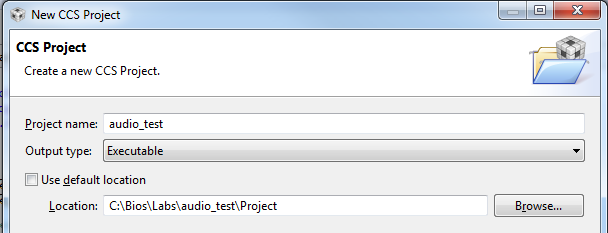 New CCS Project
CCS Project
Create a new CCS Project.
Project name: audio_test
Output type: Executable
Use default location
Location: C:\Bios\Labs\audio_test\Project Browse...